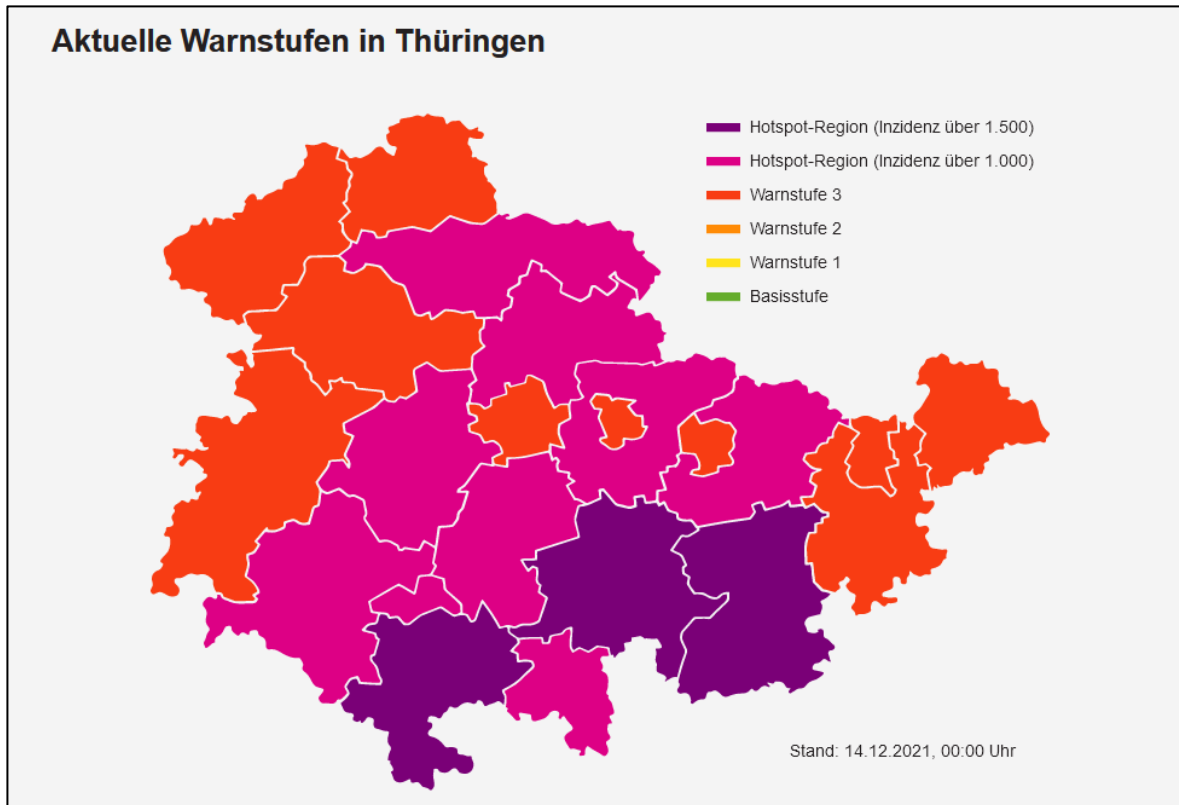 Aktuelle Warnstufen in Thüringen
Hotspot-Region (Inzidenz über 1.500)
Hotspot-Region (Inzidenz über 1.000)
Warnstufe 3
Warnstufe 2
Warnstufe 1
Basisstufe
Stand: 14.12.2021, 00:00 Uhr